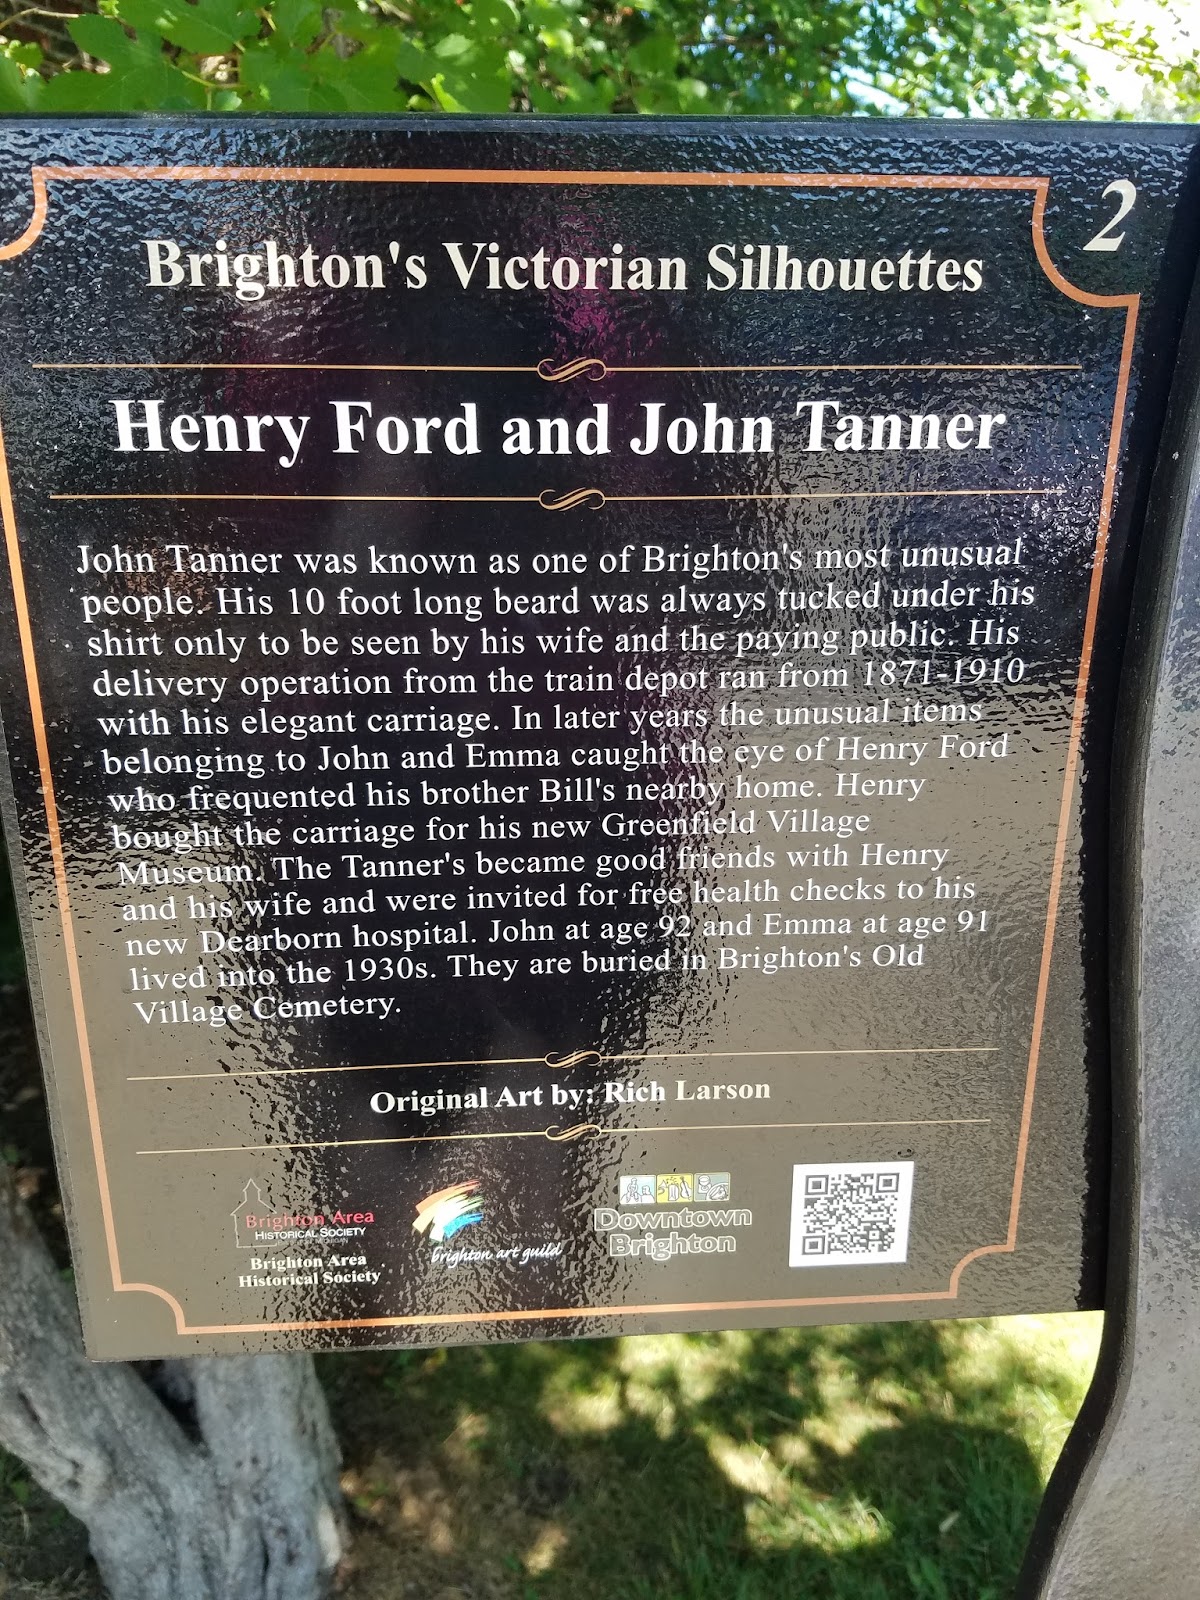 2
Brighton's Victorian Silhouettes
Henry Ford and John Tanner
John Tanner was known as one of Brighton's most unusual
people. His 10 foot long beard was always tucked under his
shirt only to be seen by his wife and the paying public. His
delivery operation from the train depot ran from 1871-1910
with his elegant carriage. In later years the unusual items
belonging to John and Emma caught the eye of Henry Ford
who frequented his brother Bill's nearby home. Henry
bought the carriage for his new Greenfield Village
Museum. The Tanner's became good friends with Henry
and his wife and were invited for free health checks to his
new Dearborn hospital. John at age 92 and Emma at age 91
lived into the 1930s. They are buried in Brighton's Old
Village Cemetery.
Original Art by: Rich Larson
Brighton Area
Historical Society
Brighton Area
Historical Society
brighton art guild
Downtown
Brighton